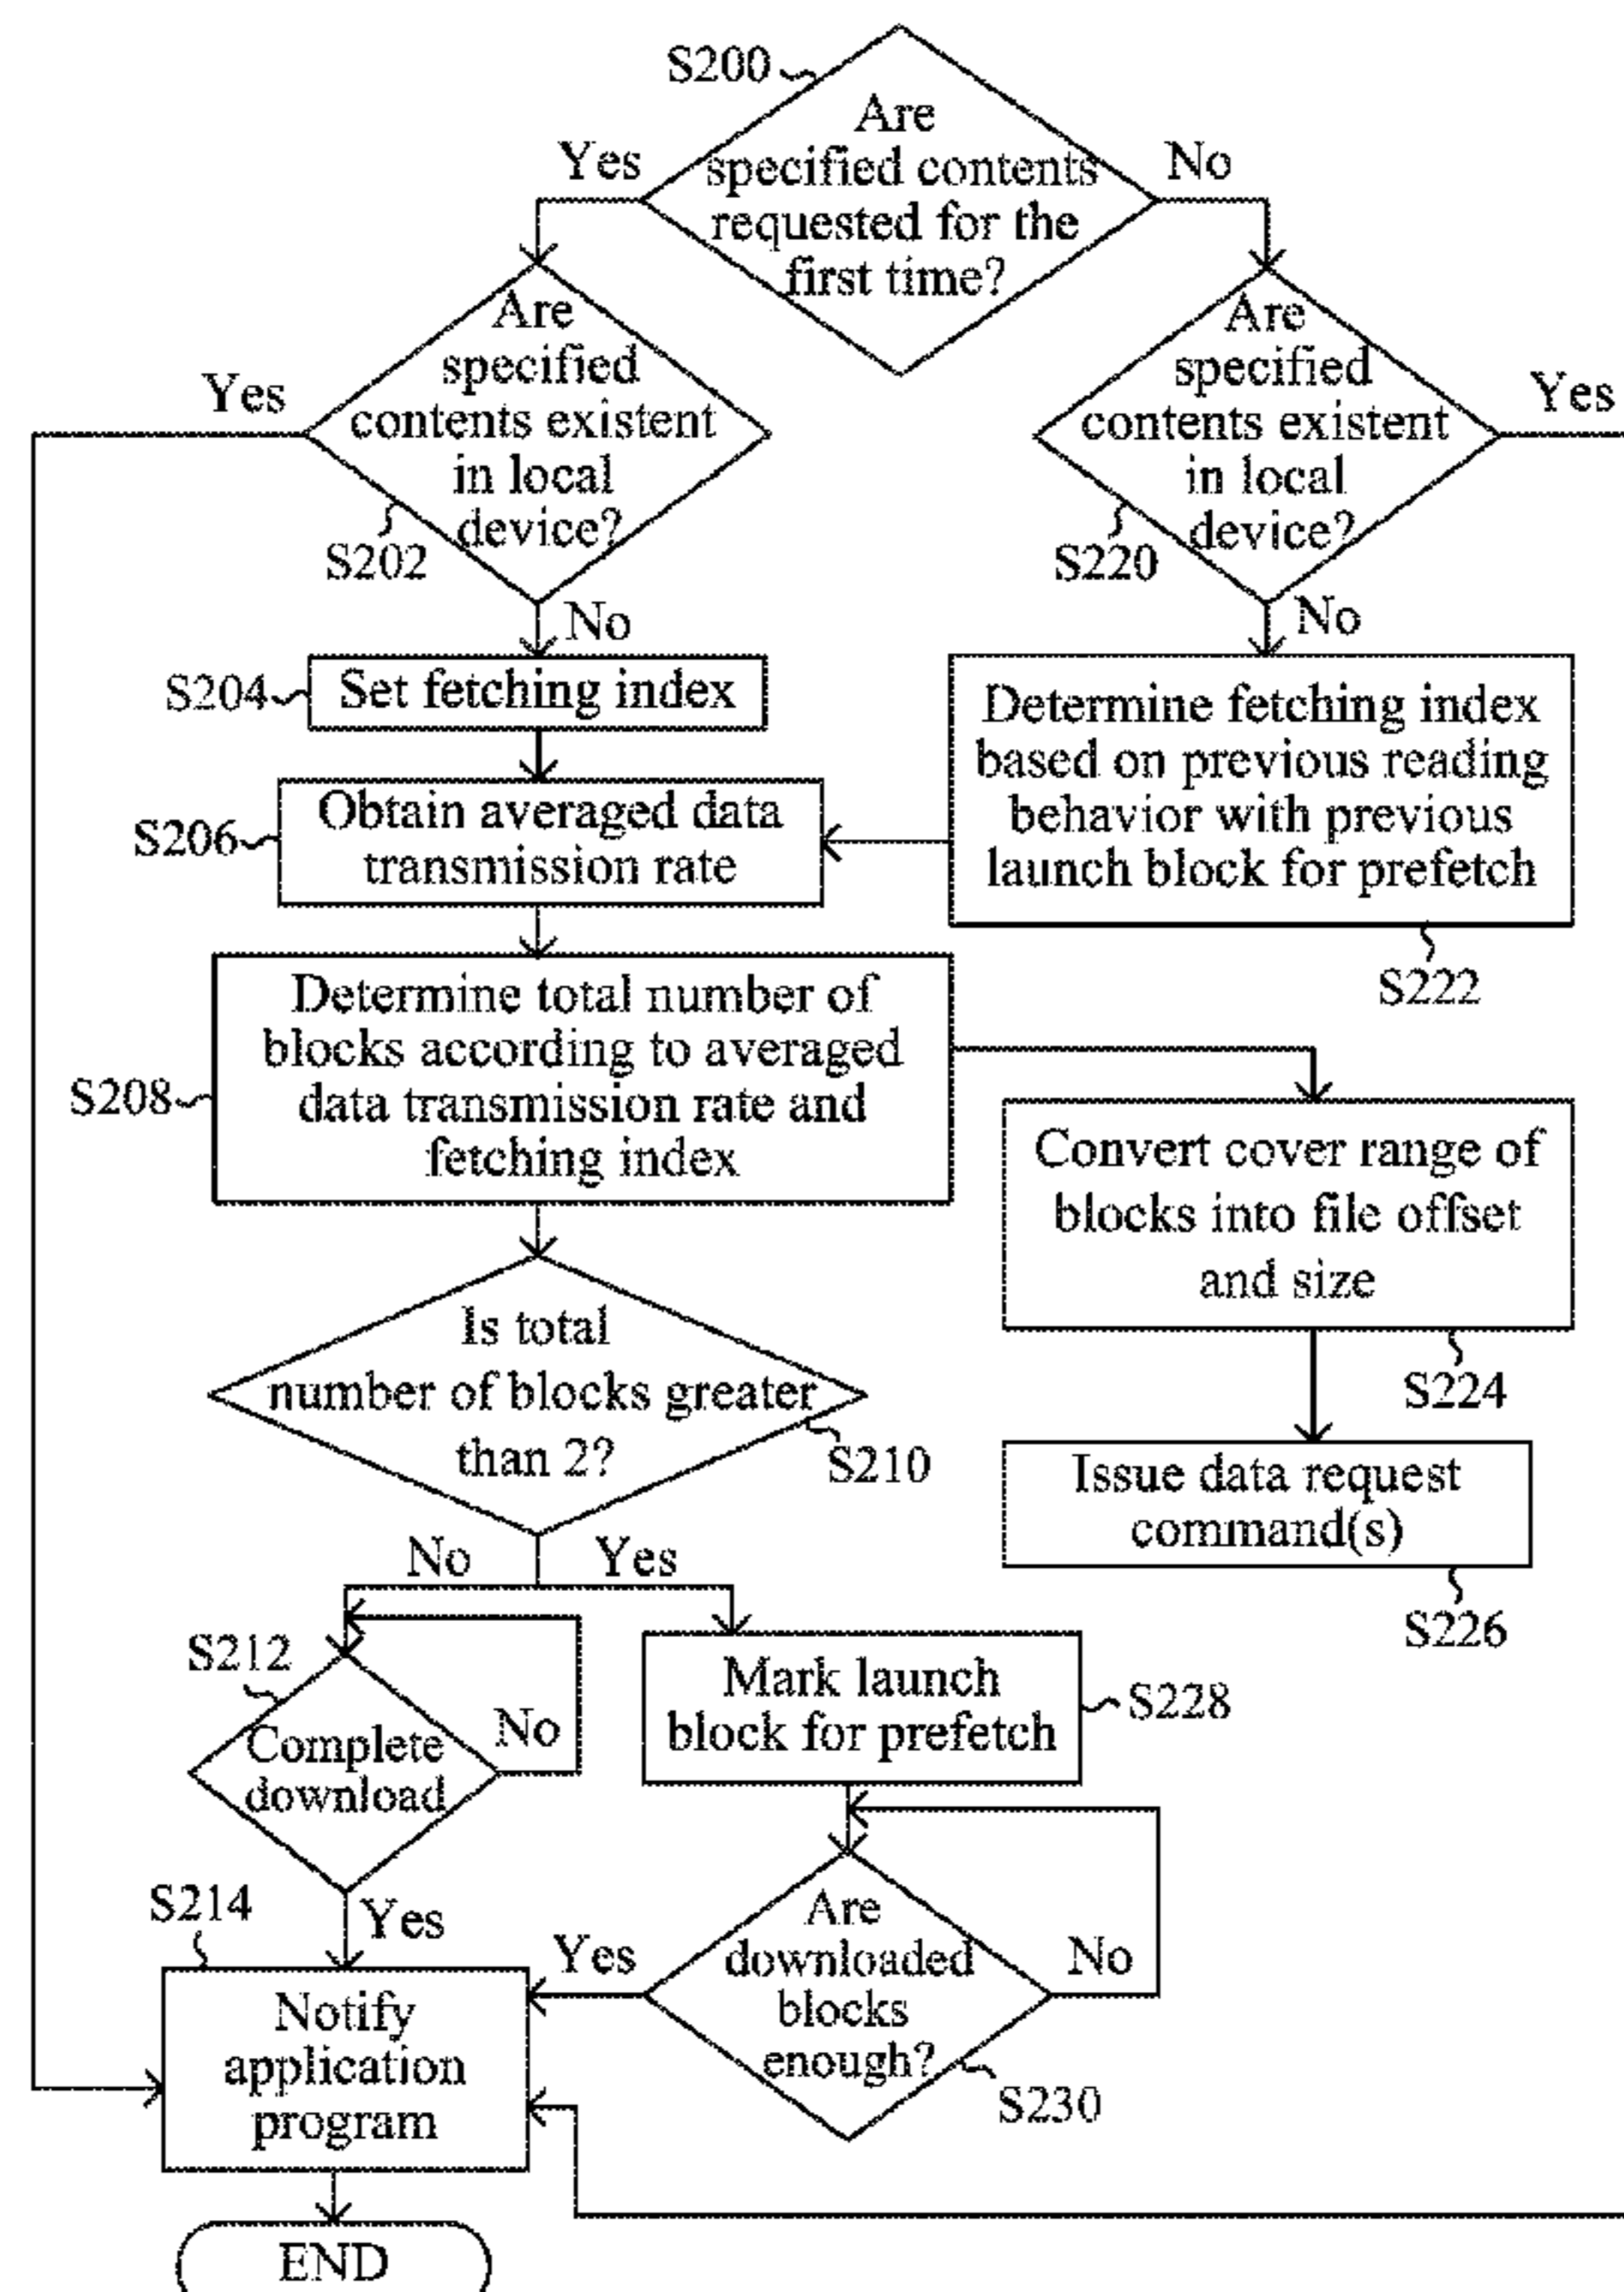 S200
Are
specified contents
requested for the
first time?
Yes
No
Are
specified
contents existent
in local
device?
Yes
S202
No
Are
specified
contents existent
in local
device?
Yes
S220
No
S204
Set fetching index
Determine fetching index
based on previous reading
behavior with previous
launch block for prefetch
S222
S206
Obtain averaged data
transmission rate
S208
Determine total number of
blocks according to averaged
data transmission rate and
fetching index
Convert cover range of
blocks into file offset
and size
S224
Is total
number of blocks greater
than 2?
S210
Issue data request
command(s)
S226
No
Yes
S212
Complete
download
No
Mark launch
block for prefetch
S228
S214
Yes
Are
downloaded
blocks
enough?
Yes
No
S230
Notify
application
program
END